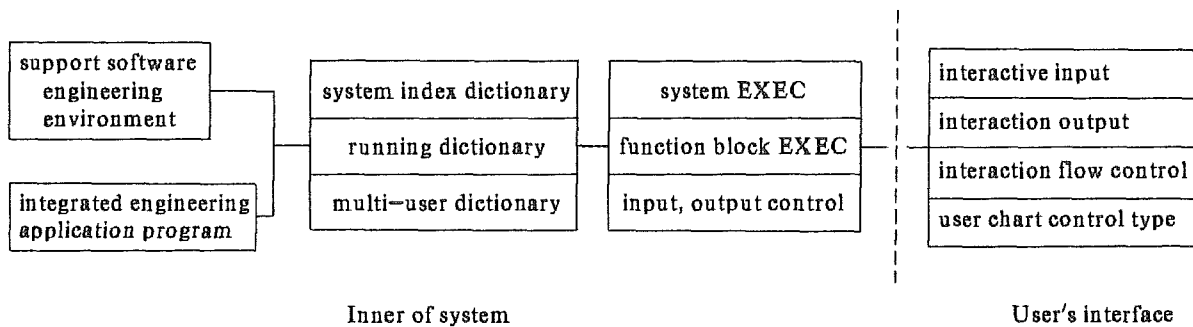 support software
engineering
environment
integrated engineering
application program
system index dictionary
running dictionary
multi-user dictionary
system EXEC
function block EXEC
input, output control
interactive input
interaction output
interaction flow control
user chart control type
Inner of system
User's interface